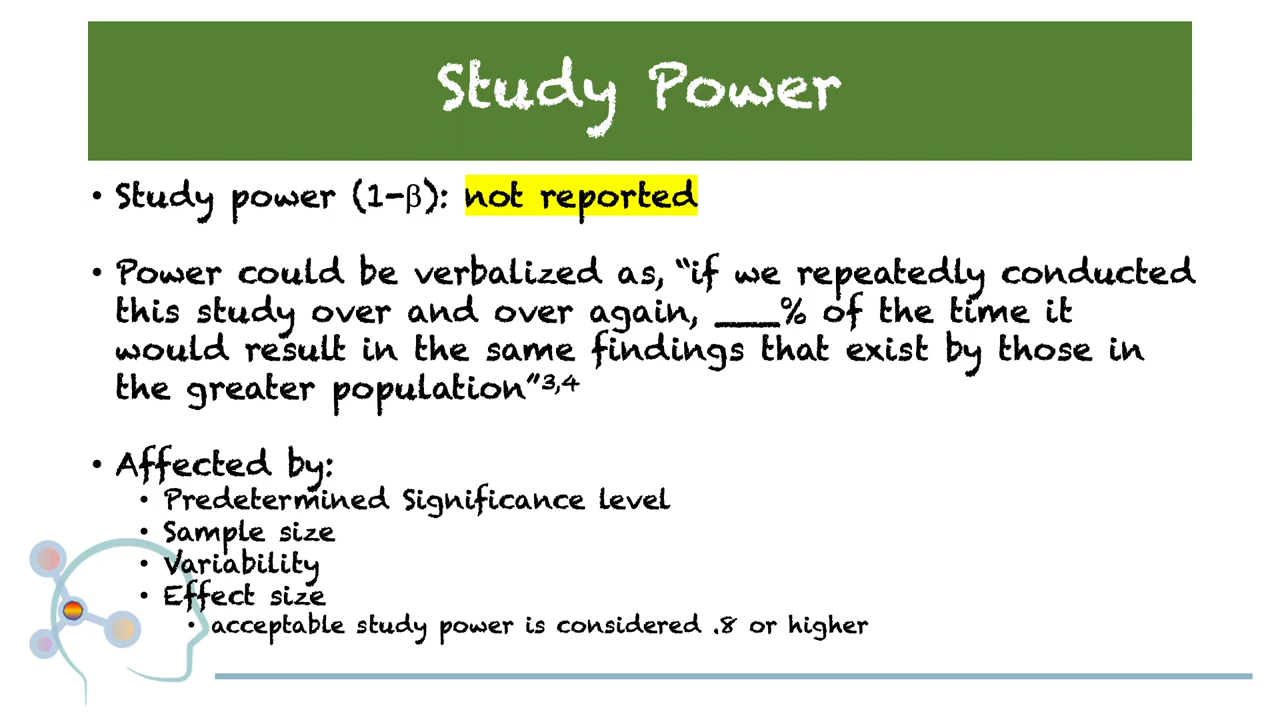 Study Power
• Study power (1-β): not reported
• Power could be verbalized as, “if we repeatedly conducted
this study over and over again, ___% of the time it
would result in the same findings that exist by those in
the greater population”³,⁴
• Affected by:
• Predetermined Significance level
• Sample size
• Variability
• Effect size
• acceptable study power is considered .8 or higher